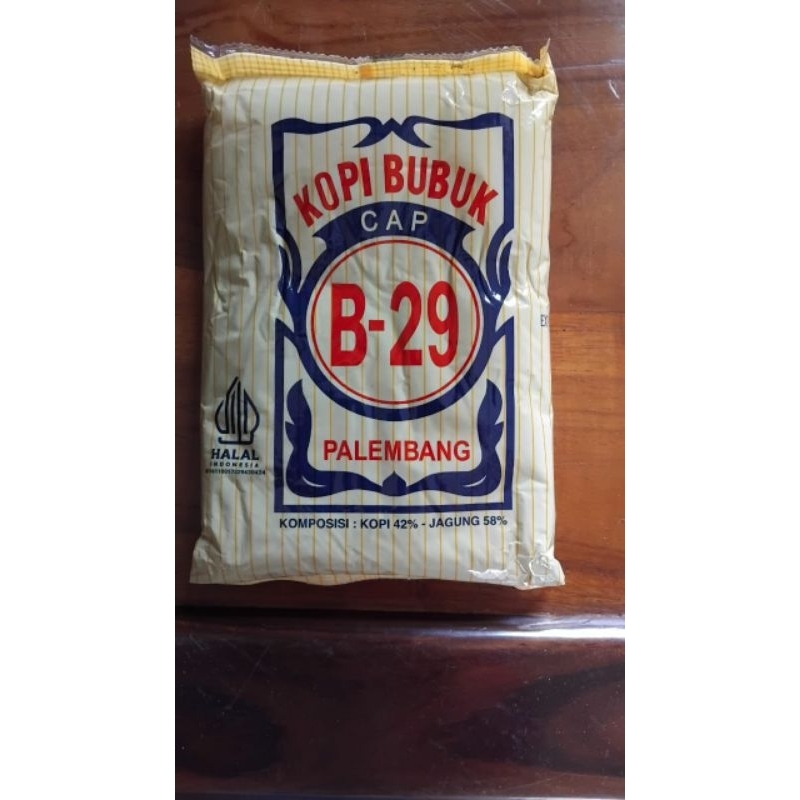 KOPI BUBUK
CAP
B-29
PALEMBANG
HALAL
INDONESIA
KOMPOSISI : KOPI 42% - JAGUNG 58%